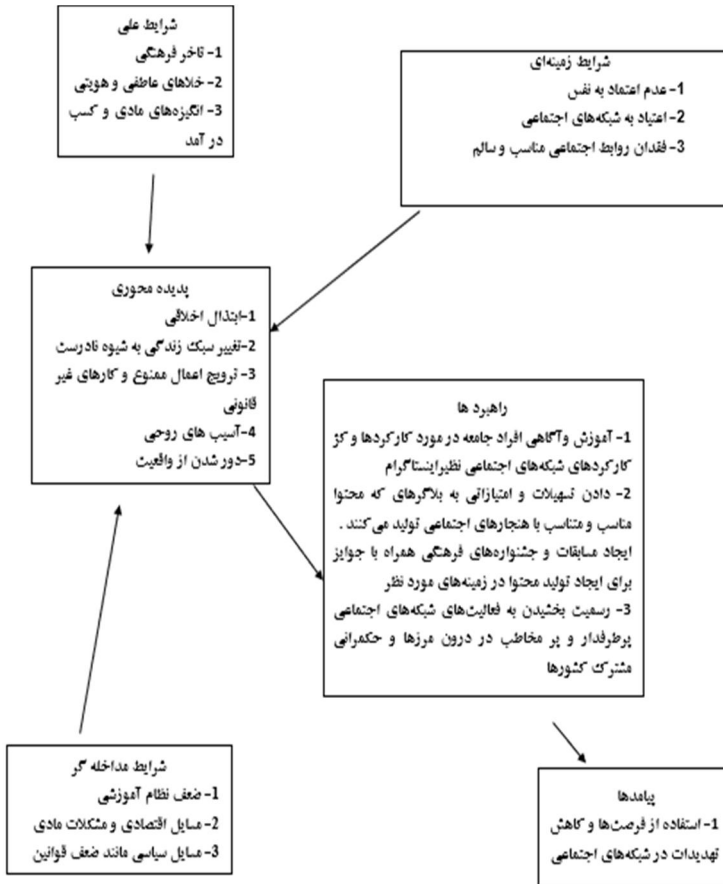 شرایط علی
1- تاخر فرهنگی
2- خلاهای عاطفی و هویتی
3- انگیزه‌های مادی و کسب
در آمد
شرایط زمینه‌ای
1- عدم اعتماد به نفس
2- اعتیاد به شبکه‌های اجتماعی
3- فقدان روابط اجتماعی مناسب و سالم
پدیده محوری
1-ابتذال اخلاقی
2-تغییر سبک زندگی به شیوه نادرست
3- ترویج اعمال ممنوع و کارهای غیر
قانونی
4-آسیب های روحی
5-دور شدن از واقعیت
راهبرد ها
1- آموزش وآگاهی افراد جامعه در مورد کارکردها و کژ
کارکردهای شبکه‌های اجتماعی نظیراینستاگرام
2- دادن تسهیلات و امتیازاتی به بلاگرهای که محتوا
مناسب و متناسب با هنجارهای اجتماعی تولید می‌کنند .
ایجاد مسابقات و جشنواره‌های فرهنگی همراه با جوایز
برای ایجاد تولید محتوا در زمینه‌های مورد نظر
3- رسمیت بخشیدن به فعالیت‌های شبکه‌های اجتماعی
پرطرفدار و پر مخاطب در درون مرزها و حکمرانی
مشترک کشورها
شرایط مداخله گر
1- ضعف نظام آموزشی
2- مسایل اقتصادی و مشکلات مادی
3- مسایل سیاسی مانند ضعف قوانین
پیامدها
1- استفاده از فرصت‌ها و کاهش
تهدیدات در شبکه‌های اجتماعی